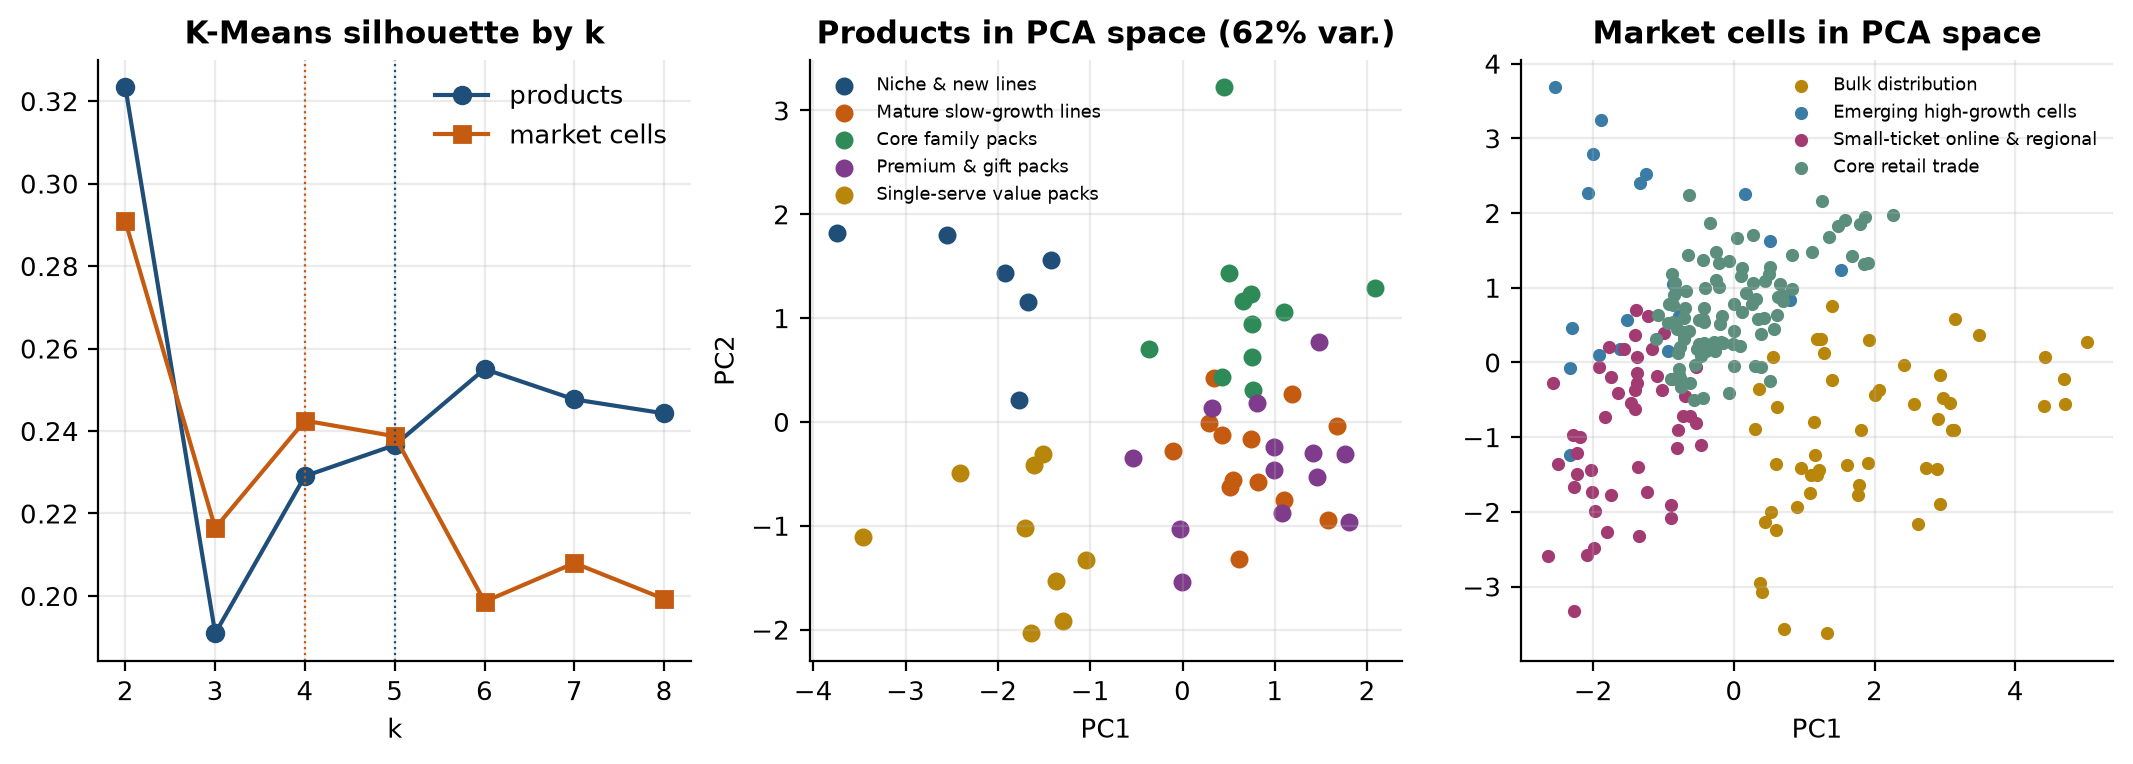 K-Means silhouette by k
products
market cells
0.32
0.30
0.28
0.26
0.24
0.22
0.20
2 3 4 5 6 7 8
k
Products in PCA space (62% var.)
Niche & new lines
Mature slow-growth lines
Core family packs
Premium & gift packs
Single-serve value packs
PC2
3
2
1
0
−1
−2
−4 −3 −2 −1 0 1 2
PC1
Market cells in PCA space
Bulk distribution
Emerging high-growth cells
Small-ticket online & regional
Core retail trade
4
3
2
1
0
−1
−2
−3
−2 0 2 4
PC1